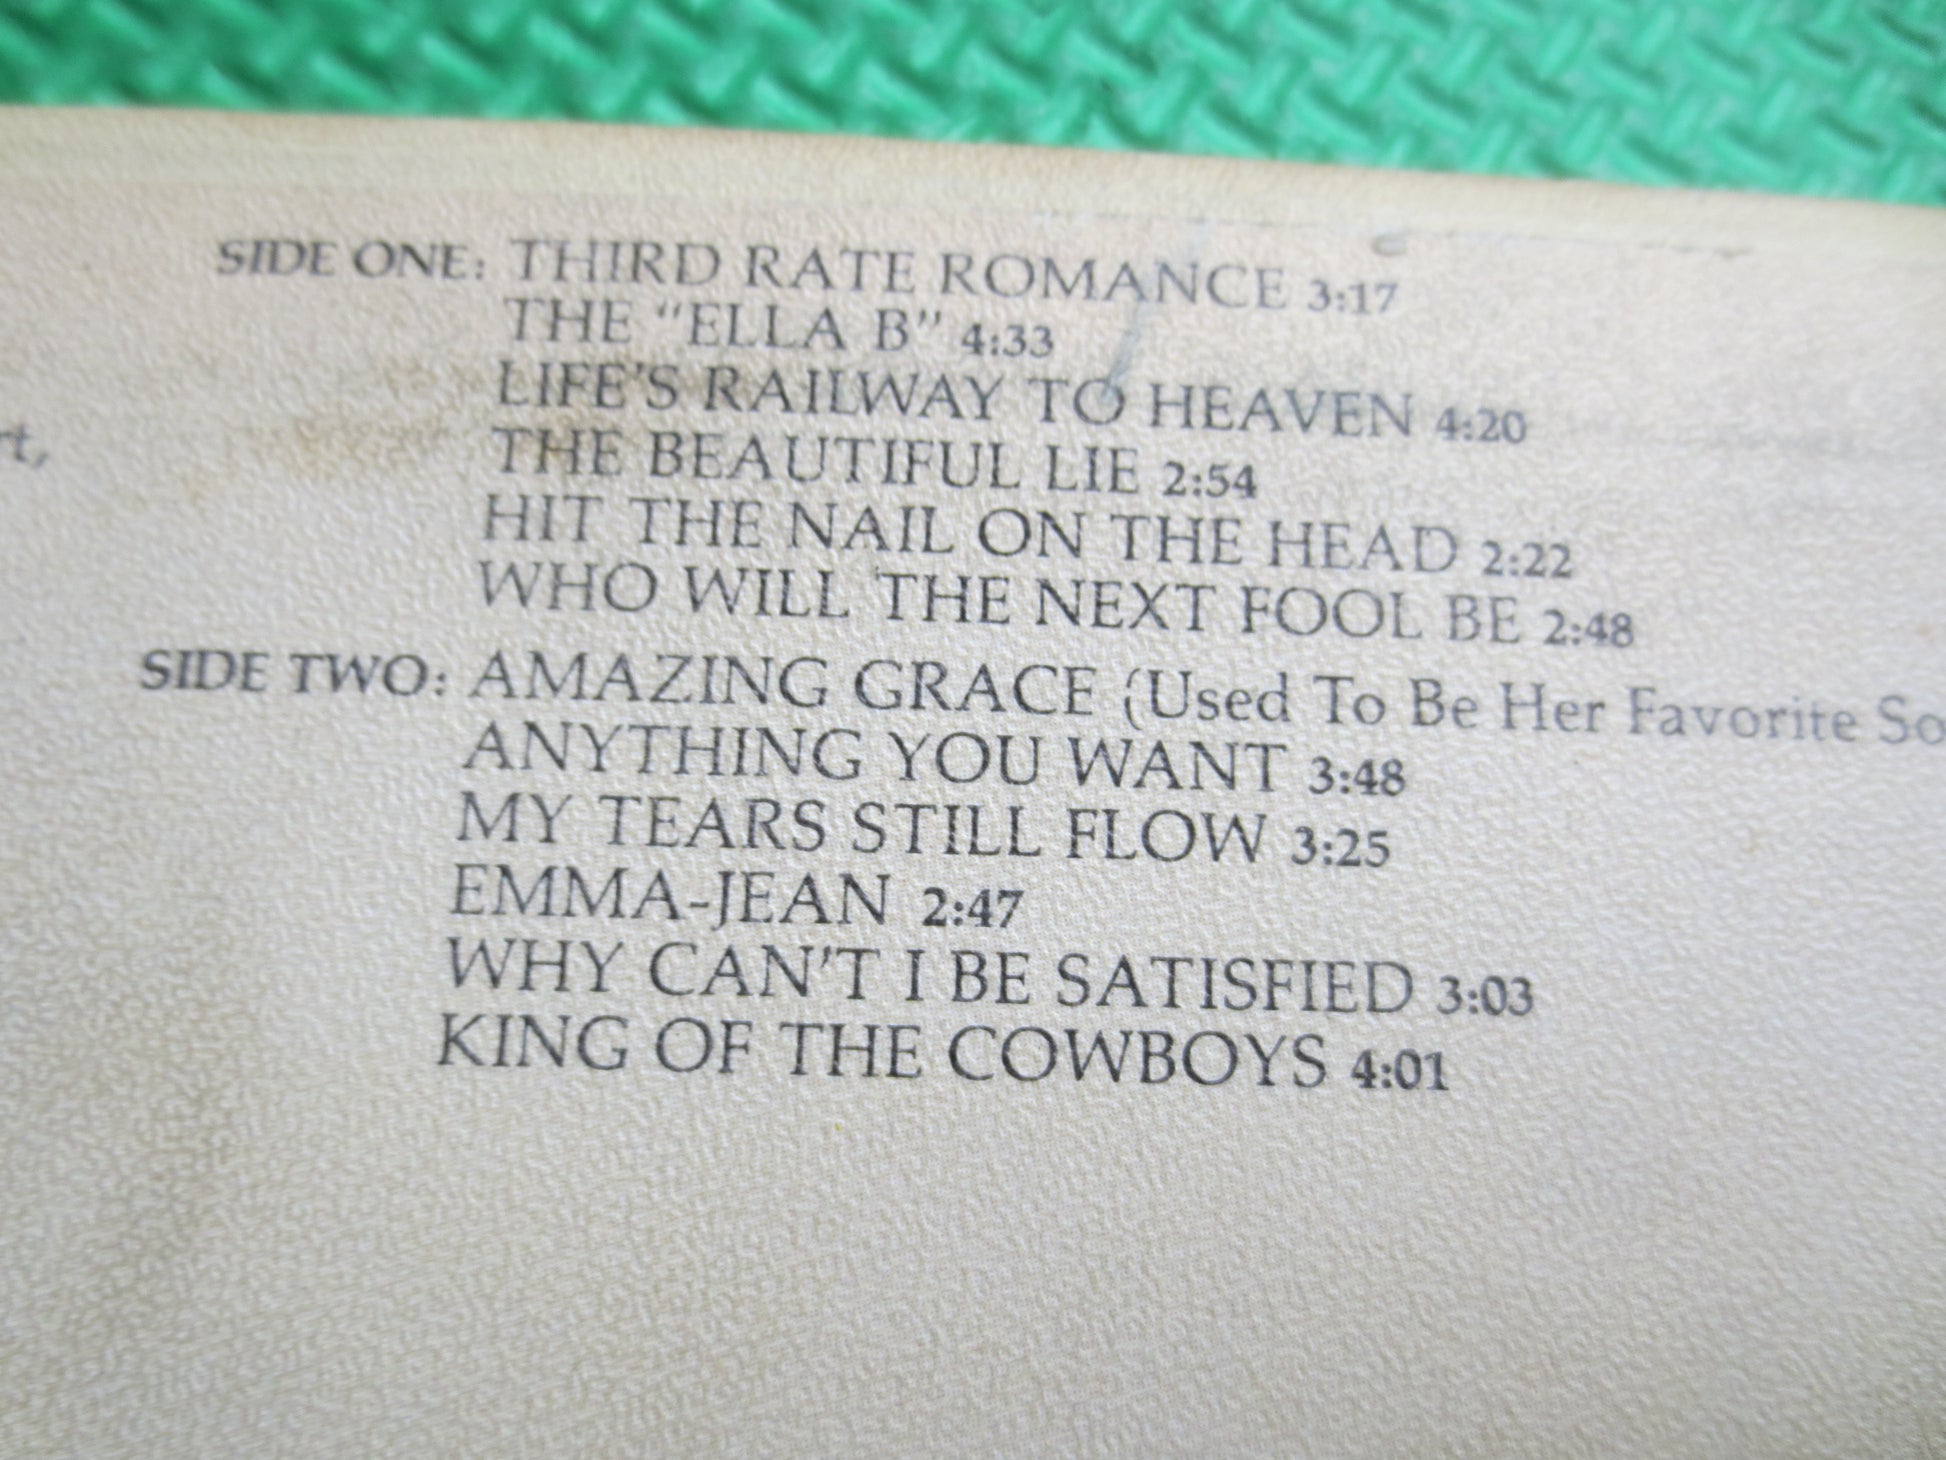 SIDE ONE: THIRD RATE ROMANCE 3:17
THE "ELLA B" 4:33
LIFE'S RAILWAY TO HEAVEN 4:20
THE BEAUTIFUL LIE 2:54
HIT THE NAIL ON THE HEAD 2:22
WHO WILL THE NEXT FOOL BE 2:48
SIDE TWO: AMAZING GRACE (Used To Be Her Favorite So
ANYTHING YOU WANT 3:48
MY TEARS STILL FLOW 3:25
EMMA-JEAN 2:47
WHY CAN'T I BE SATISFIED 3:03
KING OF THE COWBOYS 4:01